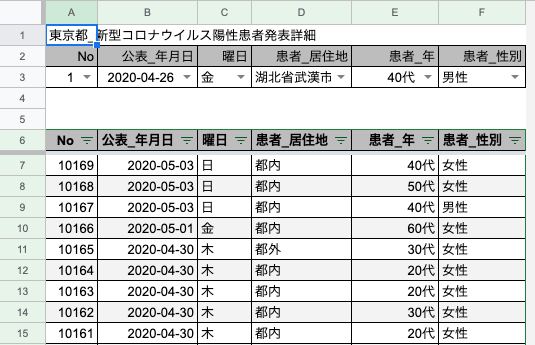 A B C D E F
1 東京都_新型コロナウイルス陽性患者発表詳細
2 No 公表_年月日 曜日 患者_居住地 患者_年 患者_性別
3 1 2020-04-26 金 湖北省武漢市 40代 男性
4
5
6 No 公表_年月日 曜日 患者_居住地 患者_年 患者_性別
7 10169 2020-05-03 日 都内 40代 女性
8 10168 2020-05-03 日 都内 50代 女性
9 10167 2020-05-03 日 都内 40代 男性
10 10166 2020-05-01 金 都内 60代 女性
11 10165 2020-04-30 木 都外 30代 女性
12 10164 2020-04-30 木 都内 20代 女性
13 10163 2020-04-30 木 都内 20代 女性
14 10162 2020-04-30 木 都内 30代 女性
15 10161 2020-04-30 木 都内 20代 女性